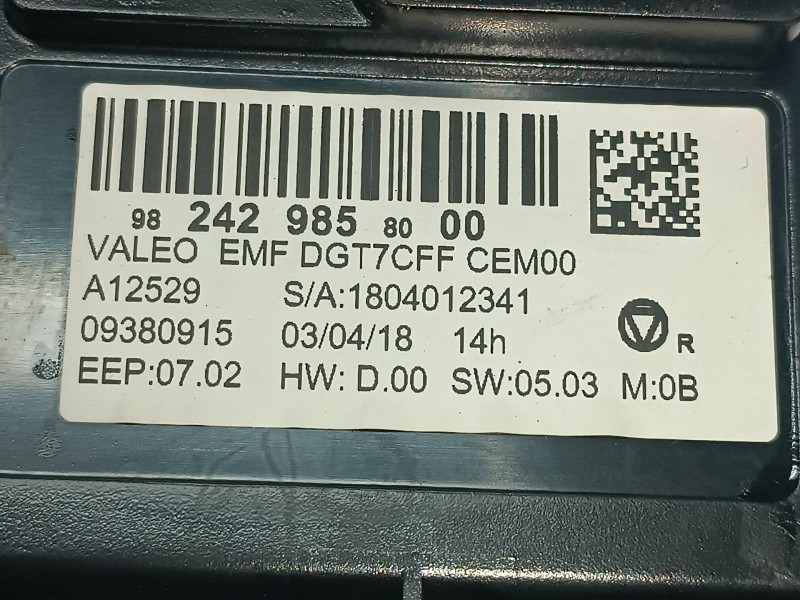 98 242 985 80 00
VALEO EMF DGT7CFF CEM00
A12529 S/A:1804012341
09380915 03/04/18 14h
R
EEP:07.02 HW: D.00 SW:05.03 M:0B